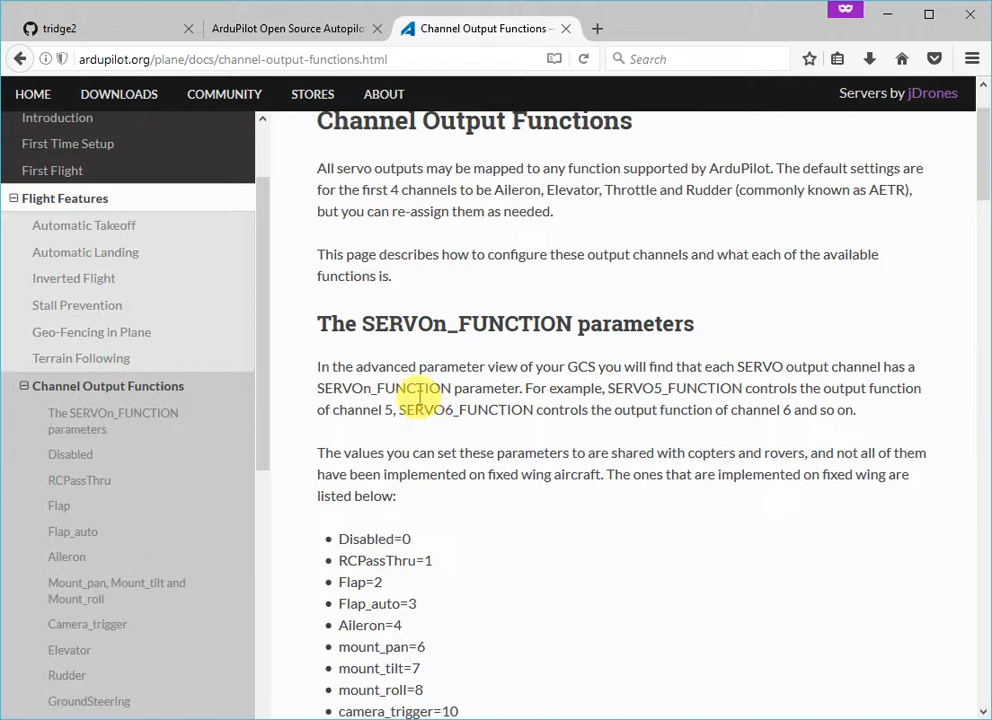 tridge2
ArduPilot Open Source Autopilo
Channel Output Functions —
ardupilot.org/plane/docs/channel-output-functions.html
Search
HOME
DOWNLOADS
COMMUNITY
STORES
ABOUT
Servers by jDrones
Introduction
First Time Setup
First Flight
Flight Features
Automatic Takeoff
Automatic Landing
Inverted Flight
Stall Prevention
Geo-Fencing in Plane
Terrain Following
Channel Output Functions
The SERVOn_FUNCTION
parameters
Disabled
RCPassThru
Flap
Flap_auto
Aileron
Mount_pan, Mount_tilt and
Mount_roll
Camera_trigger
Elevator
Rudder
GroundSteering
Channel Output Functions
All servo outputs may be mapped to any function supported by ArduPilot. The default settings are
for the first 4 channels to be Aileron, Elevator, Throttle and Rudder (commonly known as AETR),
but you can re-assign them as needed.
This page describes how to configure these output channels and what each of the available
functions is.
The SERVOn_FUNCTION parameters
In the advanced parameter view of your GCS you will find that each SERVO output channel has a
SERVOn_FUNCTION parameter. For example, SERVO5_FUNCTION controls the output function
of channel 5, SERVO6_FUNCTION controls the output function of channel 6 and so on.
The values you can set these parameters to are shared with copters and rovers, and not all of them
have been implemented on fixed wing aircraft. The ones that are implemented on fixed wing are
listed below:
Disabled=0
RCPassThru=1
Flap=2
Flap_auto=3
Aileron=4
mount_pan=6
mount_tilt=7
mount_roll=8
camera_trigger=10